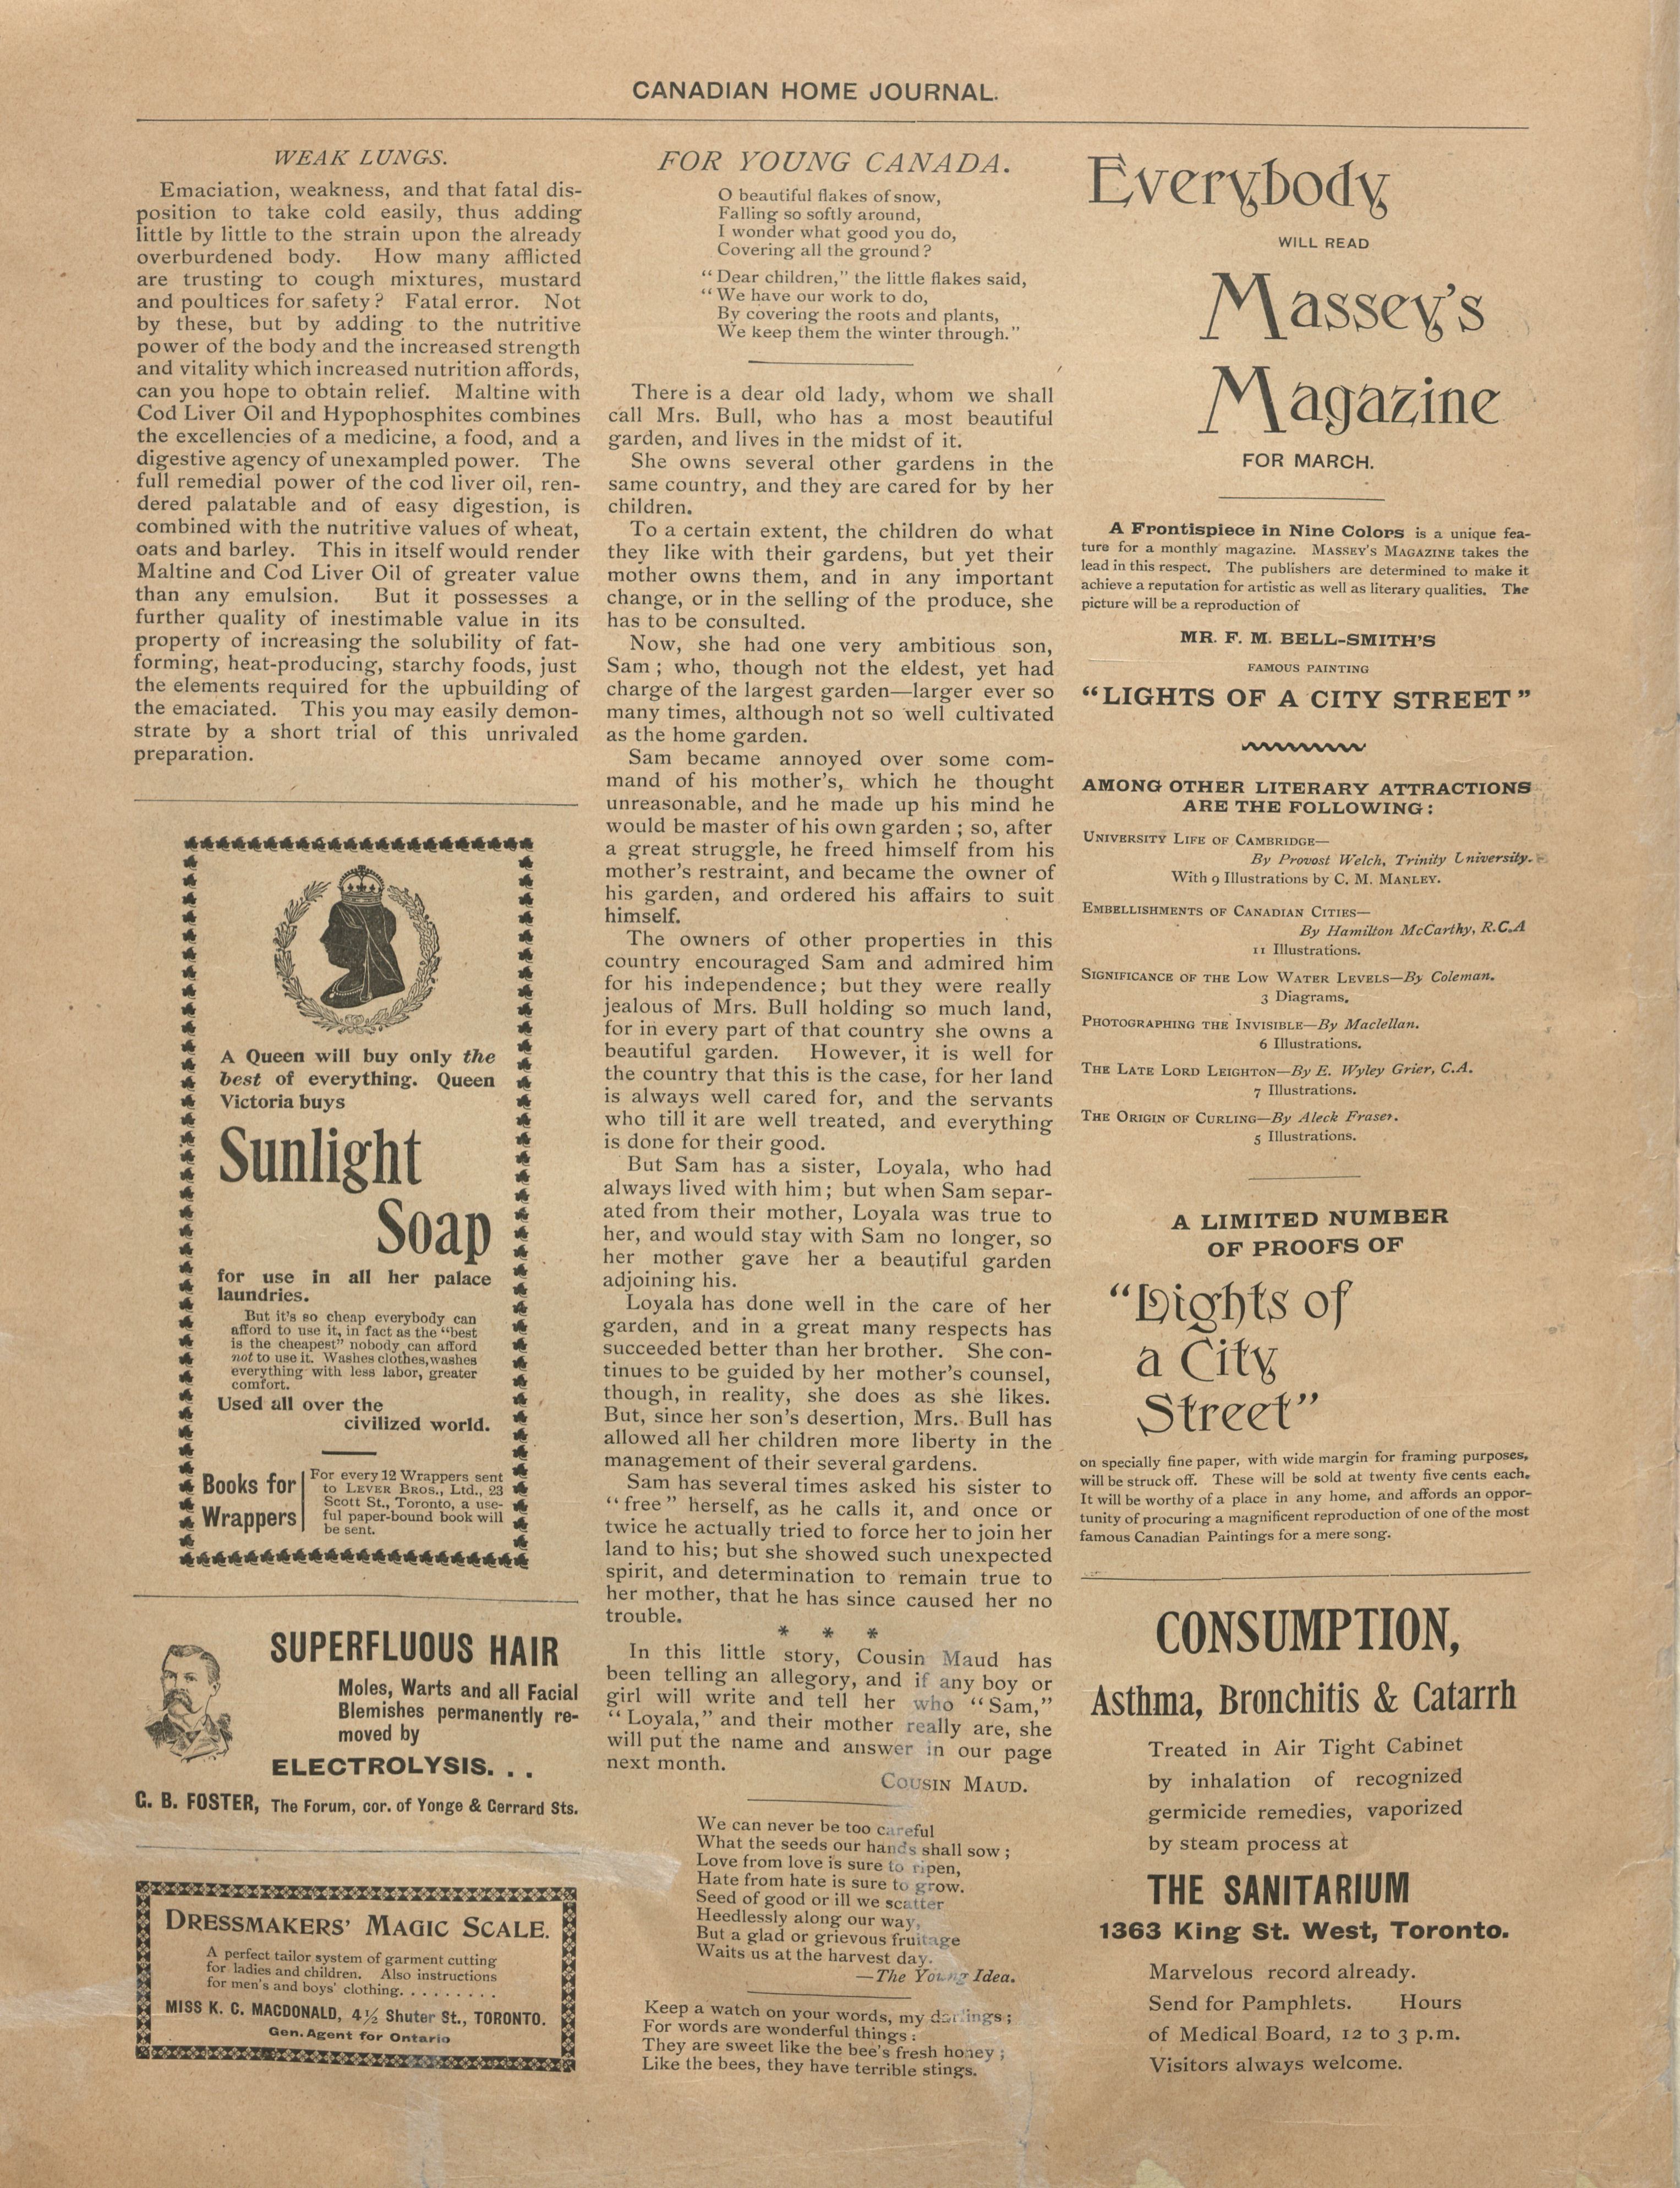 CANADIAN HOME JOURNAL.
WEAK LUNGS.
Emaciation, weakness, and that fatal dis-
position to take cold easily, thus adding
little by little to the strain upon the already
overburdened body. How many afflicted
are trusting to cough mixtures, mustard
and poultices for safety? Fatal error. Not
by these, but by adding to the nutritive
power of the body and the increased strength
and vitality which increased nutrition affords,
can you hope to obtain relief. Maltine with
Cod Liver Oil and Hypophosphites combines
the excellencies of a medicine, a food, and a
digestive agency of unexampled power. The
full remedial power of the cod liver oil, ren-
dered palatable and of easy digestion, is
combined with the nutritive values of wheat,
oats and barley. This in itself would render
Maltine and Cod Liver Oil of greater value
than any emulsion. But it possesses a
further quality of inestimable value in its
property of increasing the solubility of fat-
forming, heat-producing, starchy foods, just
the elements required for the upbuilding of
the emaciated. This you may easily demon-
strate by a short trial of this unrivaled
preparation.
A Queen will buy only the
best of everything. Queen
Victoria buys
Sunlight
Soap
for use in all her palace
laundries.
But it's so cheap everybody can
afford to use it, in fact as the "best
is the cheapest" nobody can afford
not to use it. Washes clothes, washes
everything with less labor, greater
comfort.
Used all over the
civilized world.
Books for
Wrappers
For every 12 Wrappers sent
to LEVER BROS., Ltd., 23
Scott St., Toronto, a use-
ful paper-bound book will
be sent.
SUPERFLUOUS HAIR
Moles, Warts and all Facial
Blemishes permanently re-
moved by
ELECTROLYSIS. . .
C. B. FOSTER, The Forum, cor. of Yonge & Gerrard Sts.
DRESSMAKERS' MAGIC SCALE.
A perfect tailor system of garment cutting
for ladies and children. Also instructions
for men's and boys' clothing. . . . . . . . .
MISS K. C. MACDONALD, 4½ Shuter St., TORONTO.
Gen. Agent for Ontario
FOR YOUNG CANADA.
O beautiful flakes of snow,
Falling so softly around,
I wonder what good you do,
Covering all the ground?
"Dear children," the little flakes said,
"We have our work to do,
By covering the roots and plants,
We keep them the winter through."
There is a dear old lady, whom we shall
call Mrs. Bull, who has a most beautiful
garden, and lives in the midst of it.
She owns several other gardens in the
same country, and they are cared for by her
children.
To a certain extent, the children do what
they like with their gardens, but yet their
mother owns them, and in any important
change, or in the selling of the produce, she
has to be consulted.
Now, she had one very ambitious son,
Sam; who, though not the eldest, yet had
charge of the largest garden—larger ever so
many times, although not so well cultivated
as the home garden.
Sam became annoyed over some com-
mand of his mother's, which he thought
unreasonable, and he made up his mind he
would be master of his own garden; so, after
a great struggle, he freed himself from his
mother's restraint, and became the owner of
his garden, and ordered his affairs to suit
himself.
The owners of other properties in this
country encouraged Sam and admired him
for his independence; but they were really
jealous of Mrs. Bull holding so much land,
for in every part of that country she owns a
beautiful garden. However, it is well for
the country that this is the case, for her land
is always well cared for, and the servants
who till it are well treated, and everything
is done for their good.
But Sam has a sister, Loyala, who had
always lived with him; but when Sam separ-
ated from their mother, Loyala was true to
her, and would stay with Sam no longer, so
her mother gave her a beautiful garden
adjoining his.
Loyala has done well in the care of her
garden, and in a great many respects has
succeeded better than her brother. She con-
tinues to be guided by her mother's counsel,
though, in reality, she does as she likes.
But, since her son's desertion, Mrs. Bull has
allowed all her children more liberty in the
management of their several gardens.
Sam has several times asked his sister to
"free" herself, as he calls it, and once or
twice he actually tried to force her to join her
land to his; but she showed such unexpected
spirit, and determination to remain true to
her mother, that he has since caused her no
trouble.
* * *
In this little story, Cousin Maud has
been telling an allegory, and if any boy or
girl will write and tell her who "Sam,"
"Loyala," and their mother really are, she
will put the name and answer in our page
next month.
COUSIN MAUD.
We can never be too careful
What the seeds our hands shall sow;
Love from love is sure to ripen,
Hate from hate is sure to grow.
Seed of good or ill we scatter
Heedlessly along our way,
But a glad or grievous fruitage
Waits us at the harvest day.
—The Young Idea.
Keep a watch on your words, my darlings;
For words are wonderful things:
They are sweet like the bee's fresh honey;
Like the bees, they have terrible stings.
Everybody
WILL READ
Massey's
Magazine
FOR MARCH.
A Frontispiece in Nine Colors is a unique fea-
ture for a monthly magazine. MASSEY'S MAGAZINE takes the
lead in this respect. The publishers are determined to make it
achieve a reputation for artistic as well as literary qualities. The
picture will be a reproduction of
MR. F. M. BELL-SMITH'S
FAMOUS PAINTING
"LIGHTS OF A CITY STREET"
AMONG OTHER LITERARY ATTRACTIONS
ARE THE FOLLOWING:
UNIVERSITY LIFE OF CAMBRIDGE—
By Provost Welch, Trinity University.
With 9 Illustrations by C. M. MANLEY.
EMBELLISHMENTS OF CANADIAN CITIES—
By Hamilton McCarthy, R.C.A
11 Illustrations.
SIGNIFICANCE OF THE LOW WATER LEVELS—By Coleman.
3 Diagrams.
PHOTOGRAPHING THE INVISIBLE—By Maclellan.
6 Illustrations.
THE LATE LORD LEIGHTON—By E. Wyley Grier, C.A.
7 Illustrations.
THE ORIGIN OF CURLING—By Aleck Fraser.
5 Illustrations.
A LIMITED NUMBER
OF PROOFS OF
"Lights of
a City
Street"
on specially fine paper, with wide margin for framing purposes,
will be struck off. These will be sold at twenty five cents each.
It will be worthy of a place in any home, and affords an oppor-
tunity of procuring a magnificent reproduction of one of the most
famous Canadian Paintings for a mere song.
CONSUMPTION,
Asthma, Bronchitis & Catarrh
Treated in Air Tight Cabinet
by inhalation of recognized
germicide remedies, vaporized
by steam process at
THE SANITARIUM
1363 King St. West, Toronto.
Marvelous record already.
Send for Pamphlets. Hours
of Medical Board, 12 to 3 p.m.
Visitors always welcome.